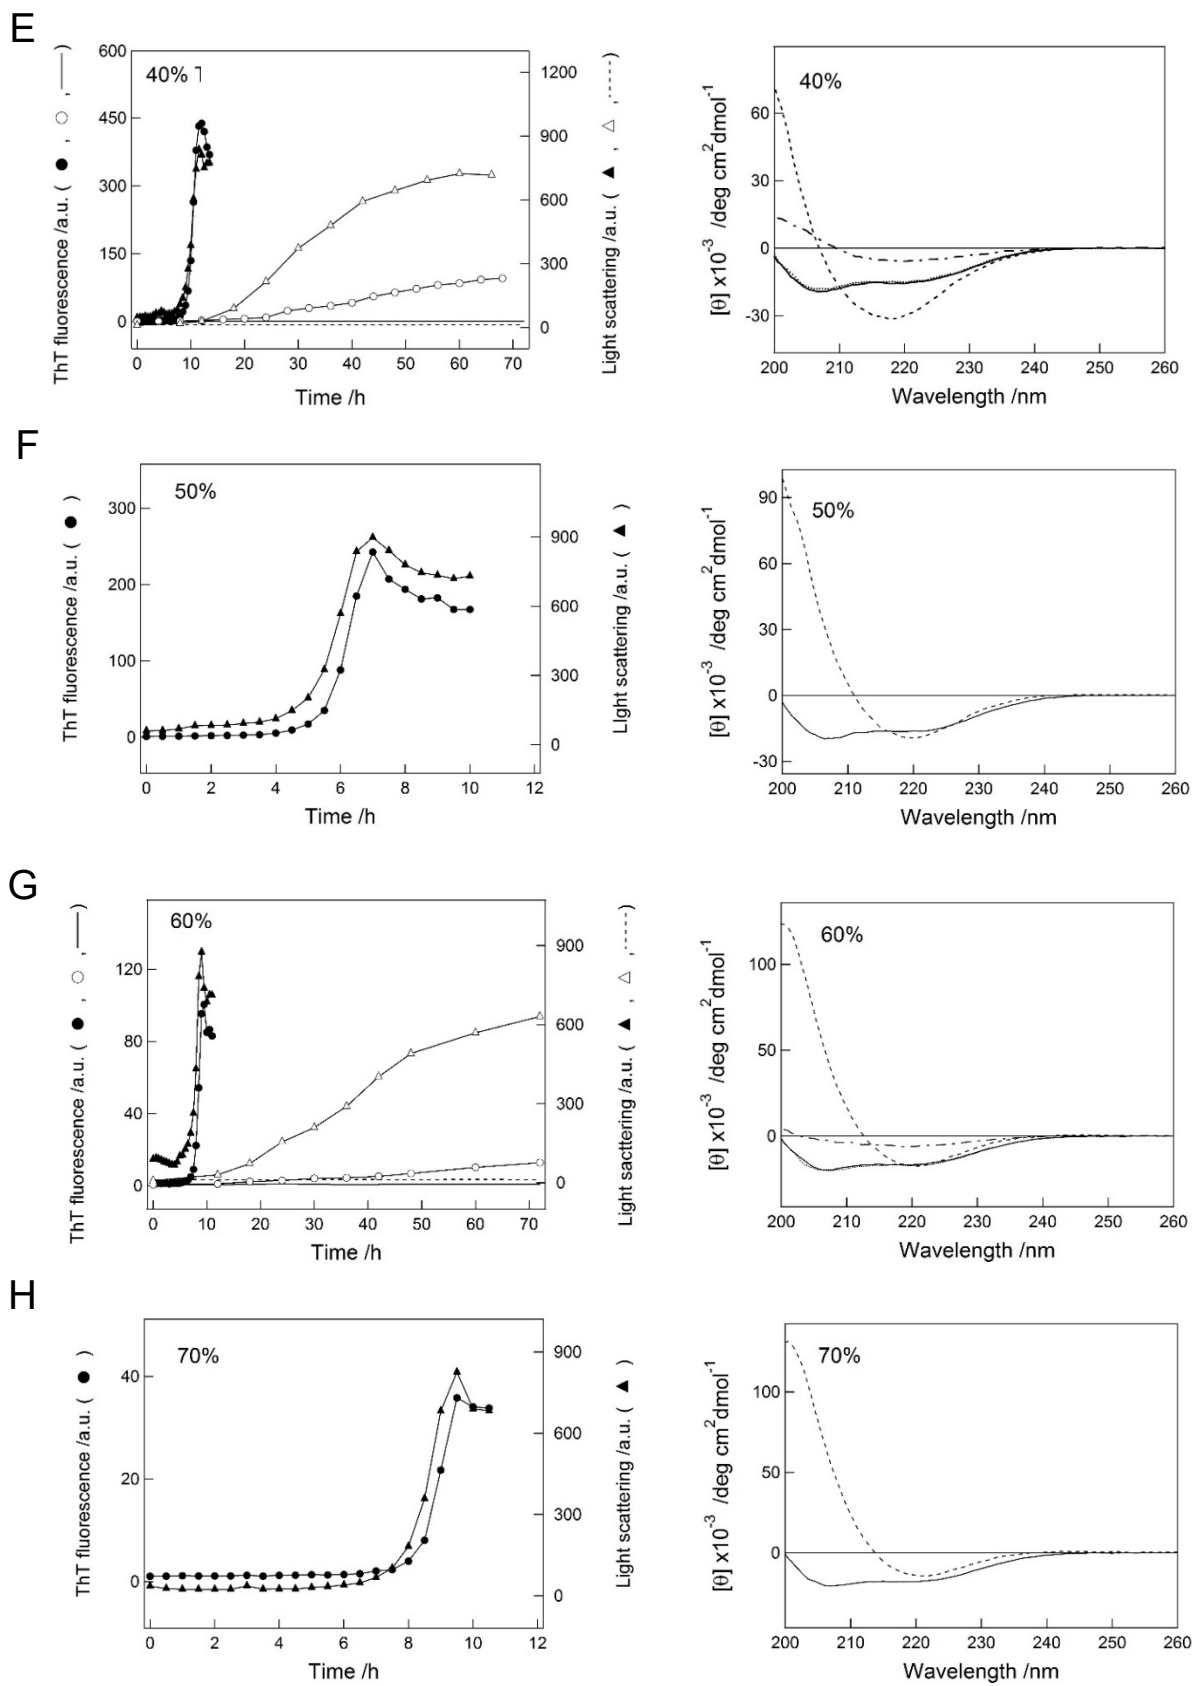 E
ThT fluorescence /a.u. ( ● , ○ , — )
600
450
300
150
0
40% T
1200
900
600
300
0
Light scattering /a.u. ( ▲ , △ , ---- )
0 10 20 30 40 50 60 70
Time /h
[θ] x10-3 /deg cm2dmol-1
60
30
0
-30
40%
200 210 220 230 240 250 260
Wavelength /nm
F
ThT fluorescence /a.u. ( ● )
300
200
100
0
50%
900
600
300
0
LIght scattering /a.u. ( ▲ )
0 2 4 6 8 10 12
Time /h
[θ] x10-3 /deg cm2dmol-1
90
60
30
0
-30
50%
200 210 220 230 240 250 260
Wavelength /nm
G
ThT fluorescence /a.u. ( ● , ○ , — )
120
80
40
0
60%
900
600
300
0
Light sacttering /a.u. ( ▲ , △ , ---- )
0 10 20 30 40 50 60 70
Time /h
[θ] x10-3 /deg cm2dmol-1
100
50
0
60%
200 210 220 230 240 250 260
Wavelength /nm
H
ThT fluorescence /a.u. ( ● )
40
20
0
70%
900
600
300
0
Light scattering /a.u. ( ▲ )
0 2 4 6 8 10 12
Time /h
[θ] x10-3 /deg cm2dmol-1
100
50
0
70%
200 210 220 230 240 250 260
Wavelength /nm